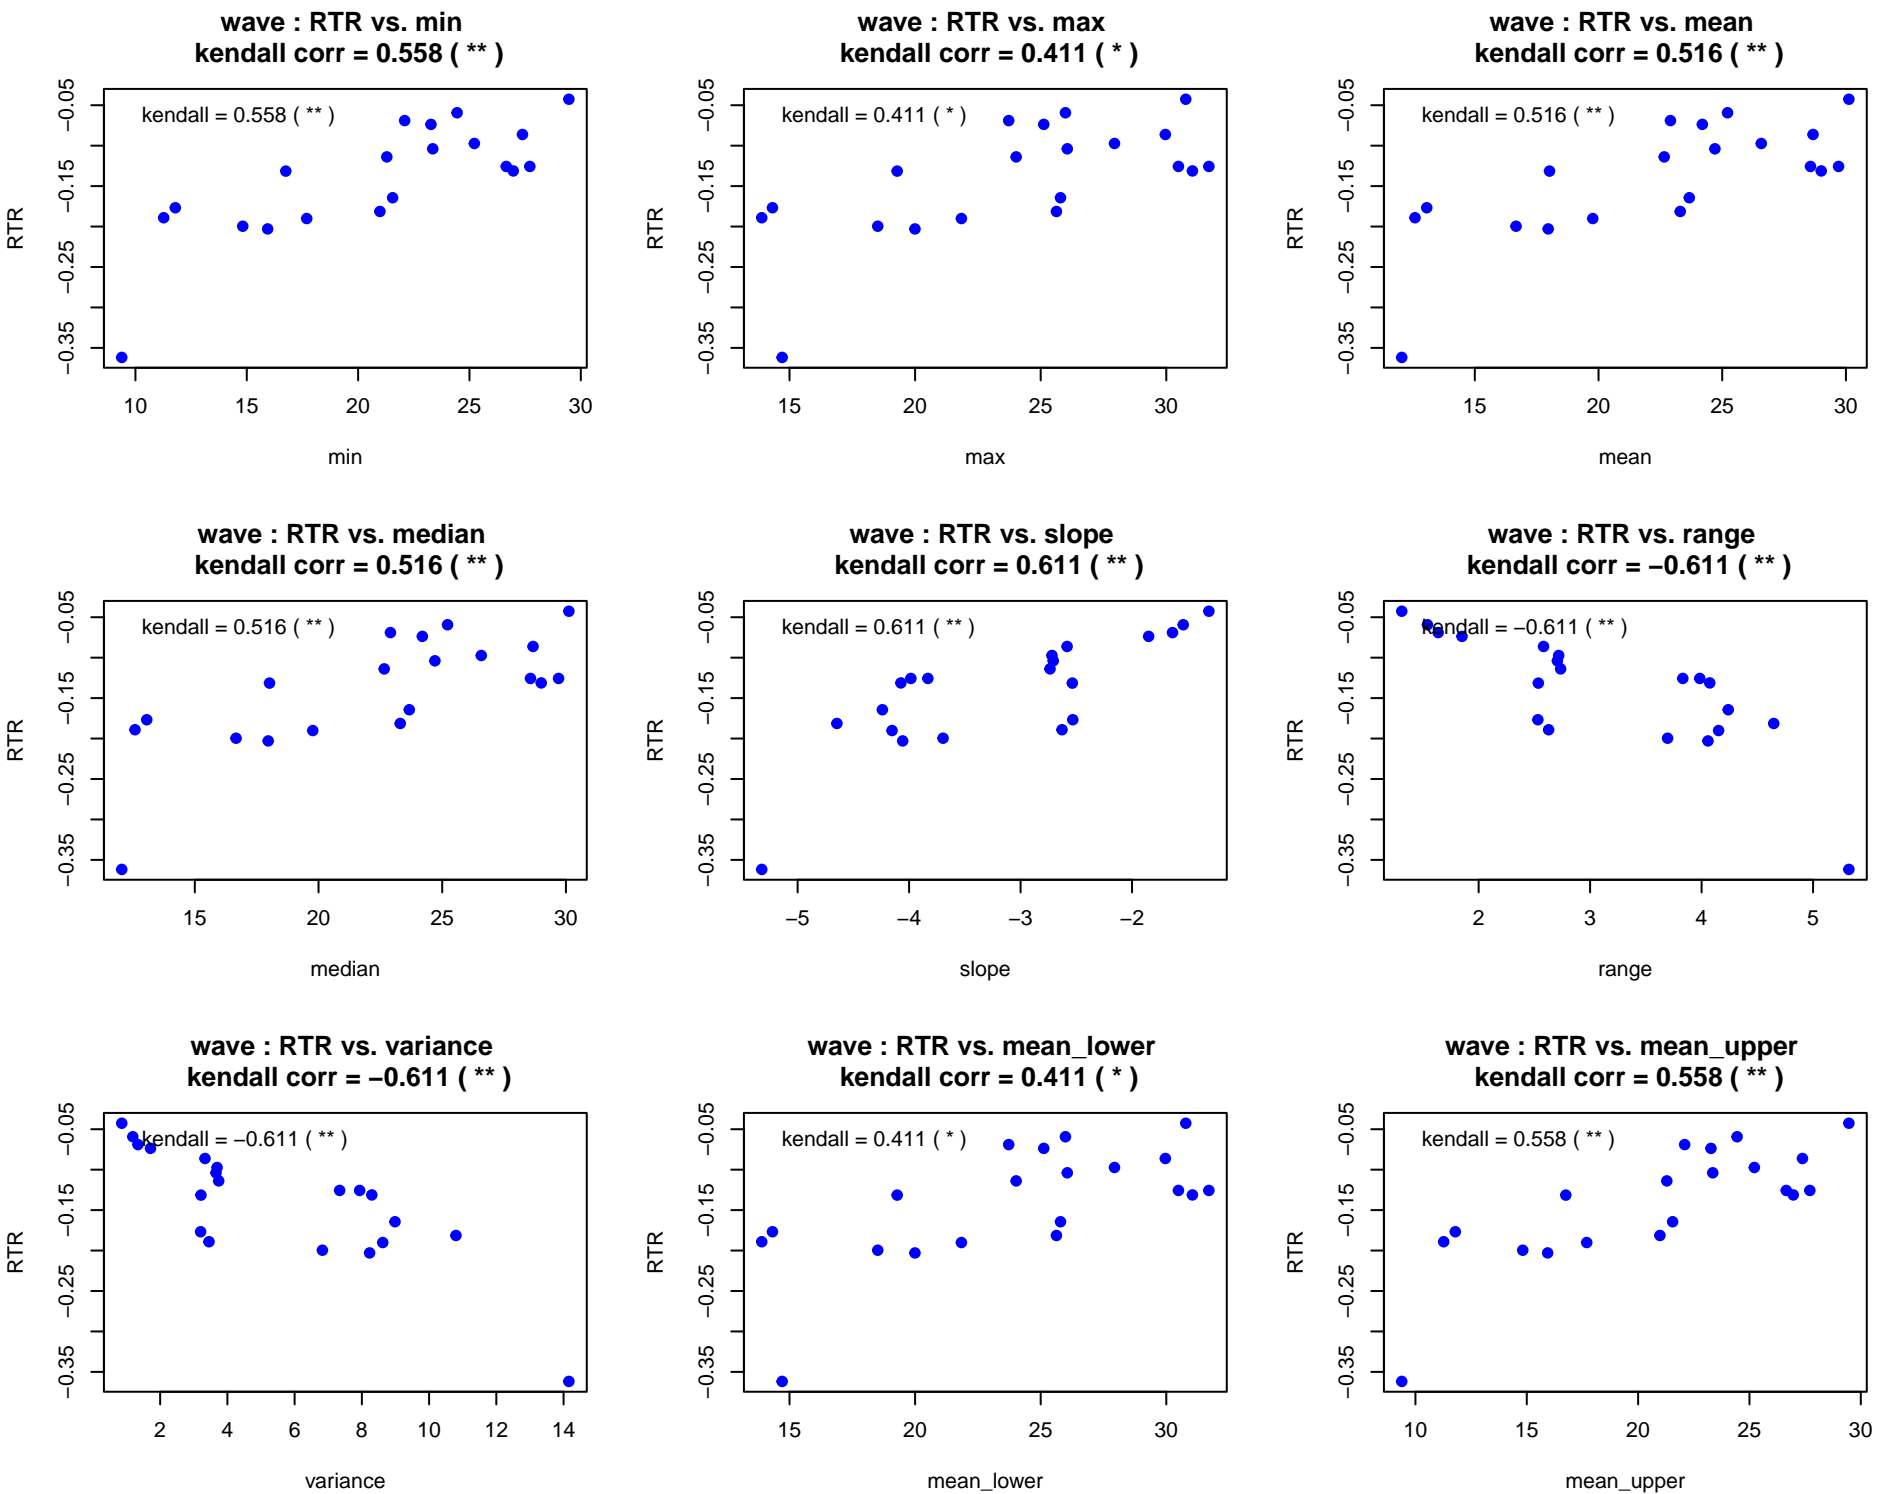 wave : RTR vs. min
kendall corr = 0.558 ( ** )
kendall = 0.558 ( ** )
RTR
−0.05
−0.15
−0.25
−0.35
10 15 20 25 30
min
wave : RTR vs. max
kendall corr = 0.411 ( * )
kendall = 0.411 ( * )
RTR
−0.05
−0.15
−0.25
−0.35
15 20 25 30
max
wave : RTR vs. mean
kendall corr = 0.516 ( ** )
kendall = 0.516 ( ** )
RTR
−0.05
−0.15
−0.25
−0.35
15 20 25 30
mean
wave : RTR vs. median
kendall corr = 0.516 ( ** )
kendall = 0.516 ( ** )
RTR
−0.05
−0.15
−0.25
−0.35
15 20 25 30
median
wave : RTR vs. slope
kendall corr = 0.611 ( ** )
kendall = 0.611 ( ** )
RTR
−0.05
−0.15
−0.25
−0.35
−5 −4 −3 −2
slope
wave : RTR vs. range
kendall corr = −0.611 ( ** )
kendall = −0.611 ( ** )
RTR
−0.05
−0.15
−0.25
−0.35
2 3 4 5
range
wave : RTR vs. variance
kendall corr = −0.611 ( ** )
kendall = −0.611 ( ** )
RTR
−0.05
−0.15
−0.25
−0.35
2 4 6 8 10 12 14
variance
wave : RTR vs. mean_lower
kendall corr = 0.411 ( * )
kendall = 0.411 ( * )
RTR
−0.05
−0.15
−0.25
−0.35
15 20 25 30
mean_lower
wave : RTR vs. mean_upper
kendall corr = 0.558 ( ** )
kendall = 0.558 ( ** )
RTR
−0.05
−0.15
−0.25
−0.35
10 15 20 25 30
mean_upper